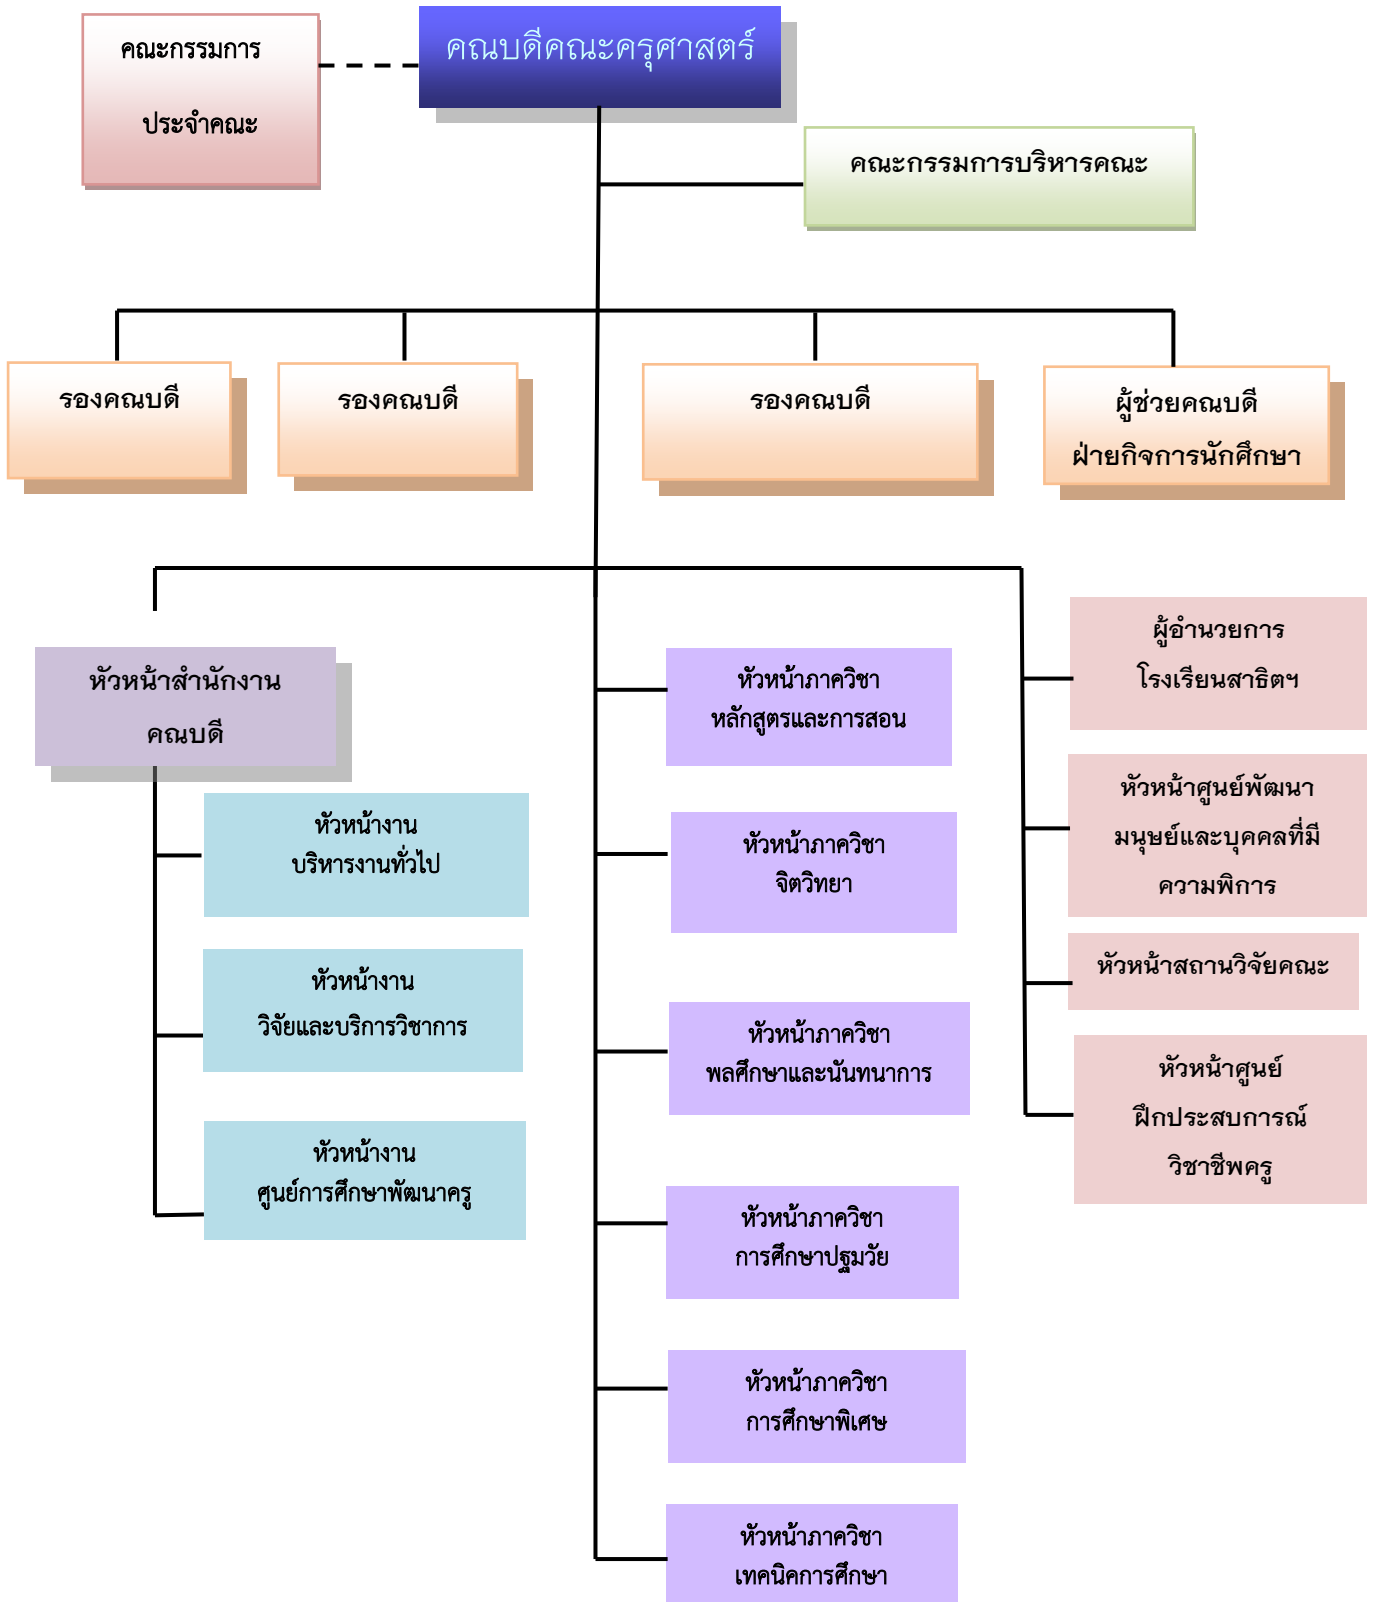 คณะกรรมการ
ประจำคณะ
คณบดีคณะครุศาสตร์
คณะกรรมการบริหารคณะ
รองคณบดี
รองคณบดี
รองคณบดี
ผู้ช่วยคณบดี
ฝ่ายกิจการนักศึกษา
หัวหน้าสำนักงาน
คณบดี
หัวหน้างาน
บริหารงานทั่วไป
หัวหน้างาน
วิจัยและบริการวิชาการ
หัวหน้างาน
ศูนย์การศึกษาพัฒนาครู
หัวหน้าภาควิชา
หลักสูตรและการสอน
หัวหน้าภาควิชา
จิตวิทยา
หัวหน้าภาควิชา
พลศึกษาและนันทนาการ
หัวหน้าภาควิชา
การศึกษาปฐมวัย
หัวหน้าภาควิชา
การศึกษาพิเศษ
หัวหน้าภาควิชา
เทคนิคการศึกษา
ผู้อำนวยการ
โรงเรียนสาธิตฯ
หัวหน้าศูนย์พัฒนา
มนุษย์และบุคคลที่มี
ความพิการ
หัวหน้าสถานวิจัยคณะ
หัวหน้าศูนย์
ฝึกประสบการณ์
วิชาชีพครู